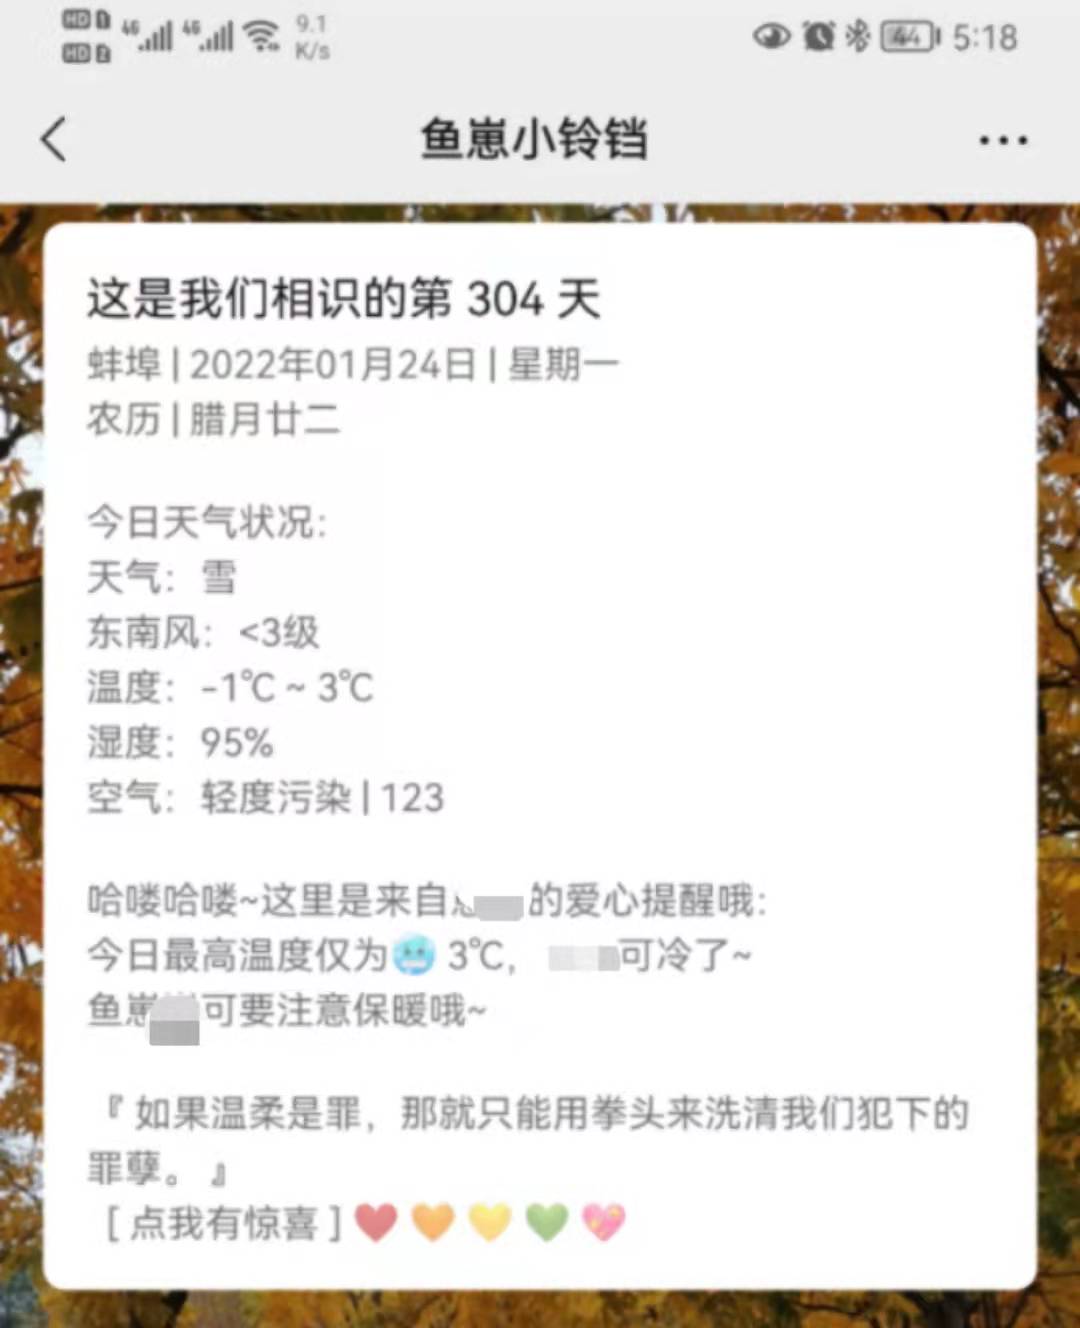 HD 1 4G 4G 9.1 K/s 44 5:18
HD 2
鱼崽小铃铛
这是我们相识的第 304 天
蚌埠 | 2022年01月24日 | 星期一
农历 | 腊月廿二
今日天气状况:
天气: 雪
东南风: <3级
温度: -1℃ ~ 3℃
湿度: 95%
空气: 轻度污染 | 123
哈喽哈喽~这里是来自 的爱心提醒哦:
今日最高温度仅为🥶 3℃, 可冷了~
鱼崽 可要注意保暖哦~
『 如果温柔是罪, 那就只能用拳头来洗清我们犯下的
罪孽。 』
[ 点我有惊喜 ]❤️🧡💛💚💖